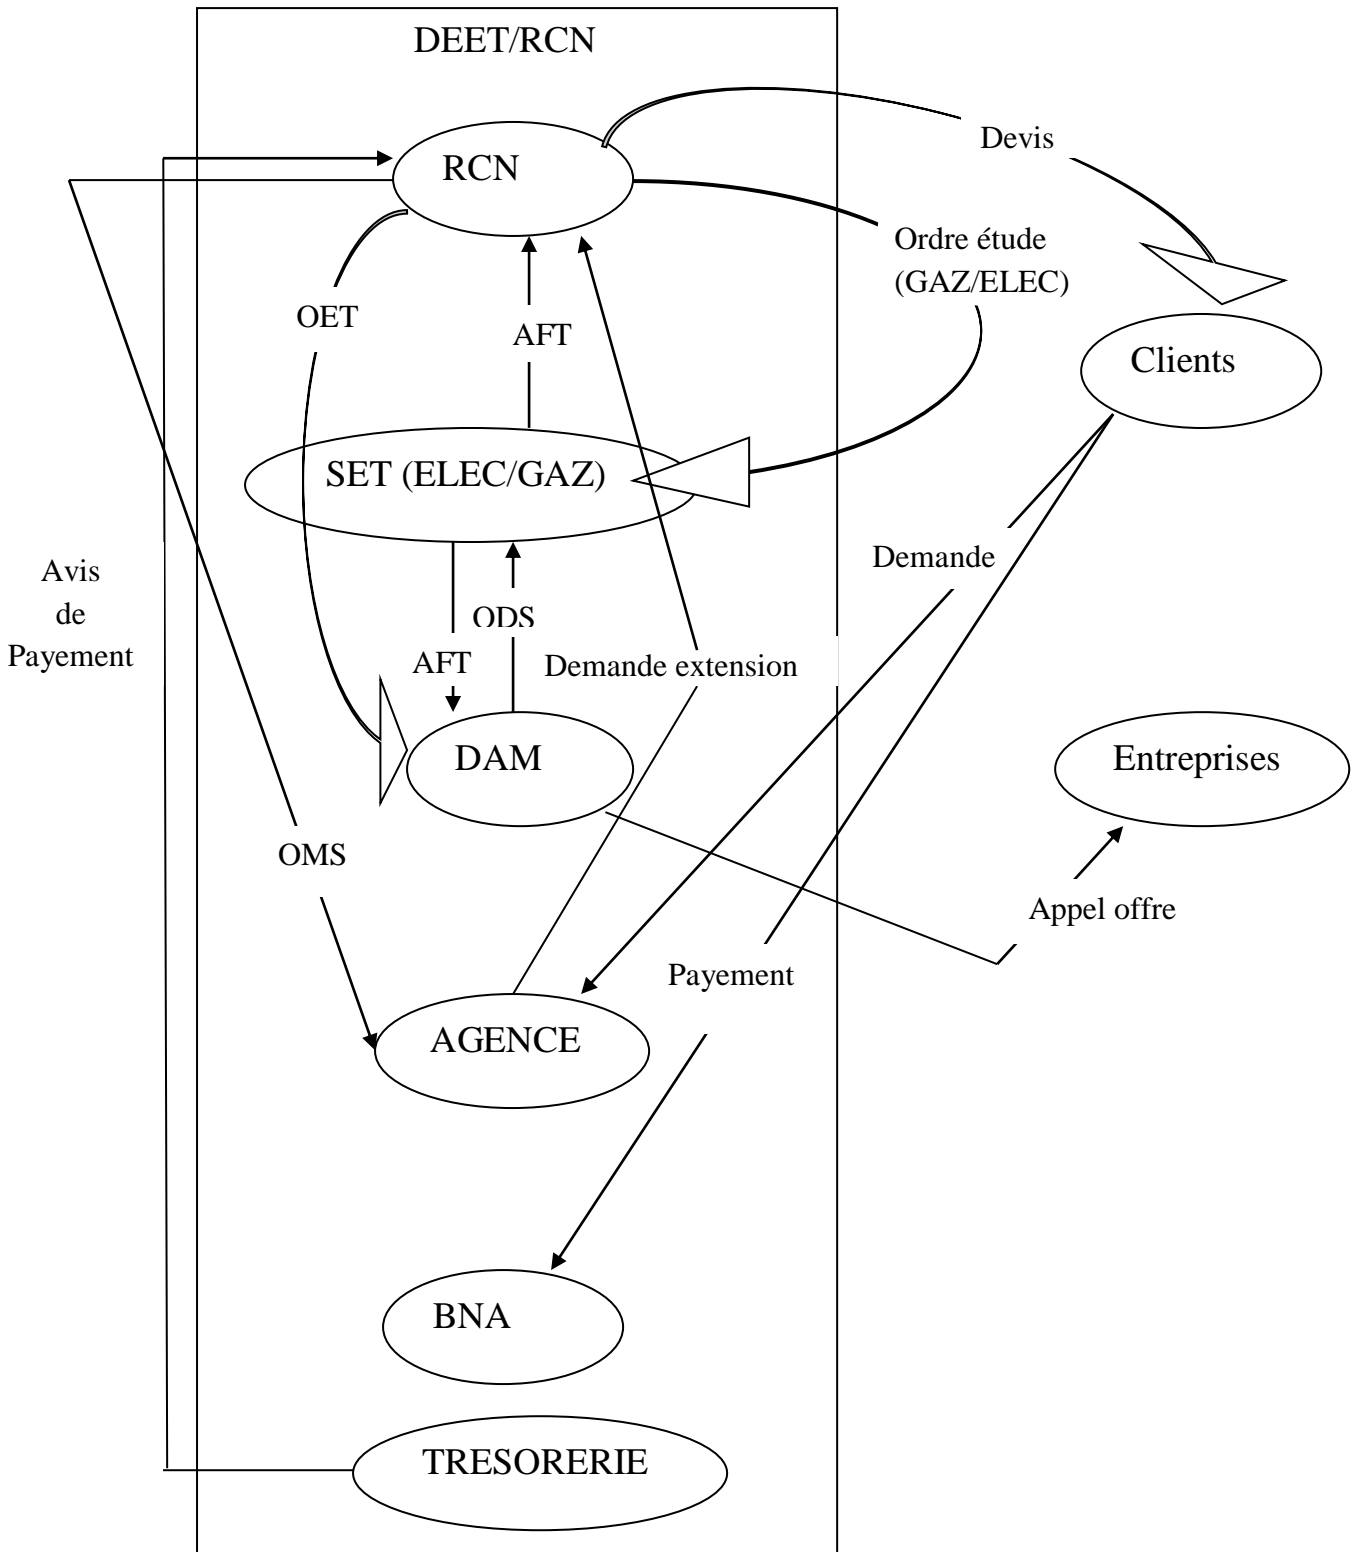 DEET/RCN
Devis
RCN
Ordre étude
(GAZ/ELEC)
OET
AFT
Clients
SET (ELEC/GAZ)
Demande
Avis
de
Payement
ODS
AFT
Demande extension
DAM
Entreprises
OMS
Appel offre
Payement
AGENCE
BNA
TRESORERIE